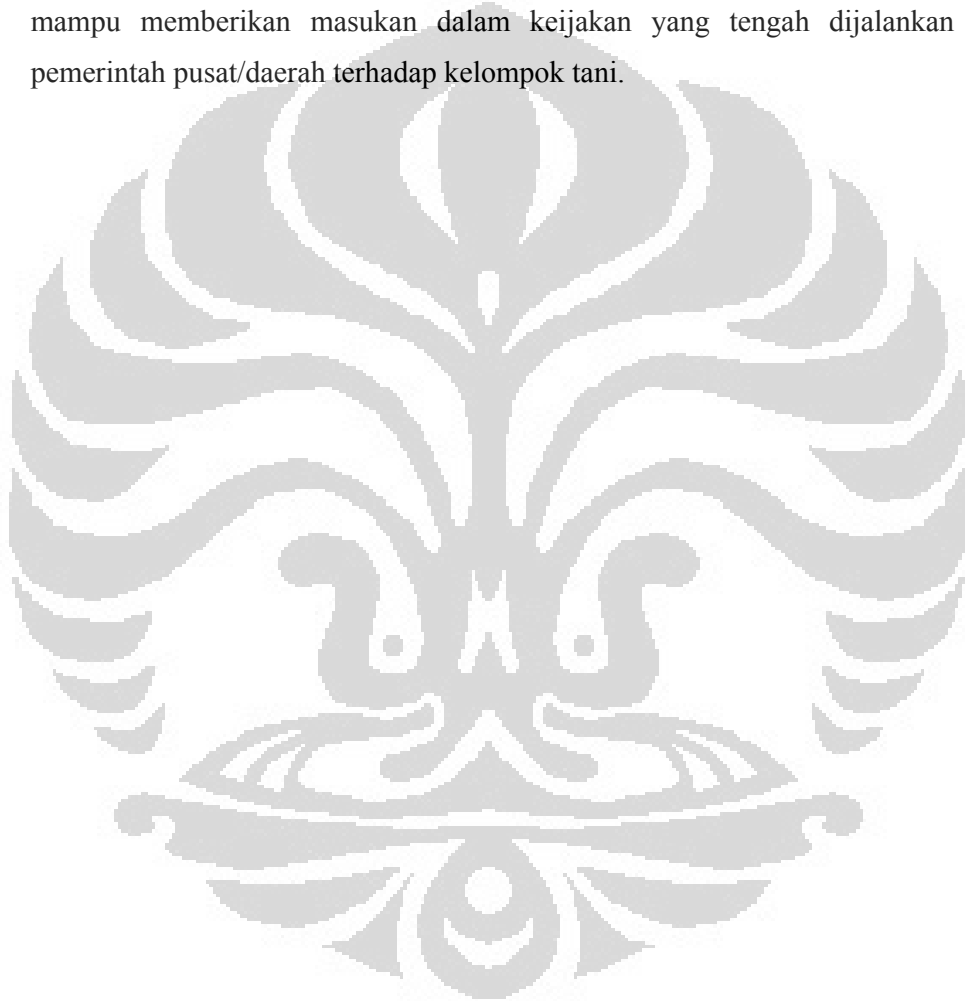 mampu memberikan masukan dalam keijakan yang tengah dijalankan
pemerintah pusat/daerah terhadap kelompok tani.